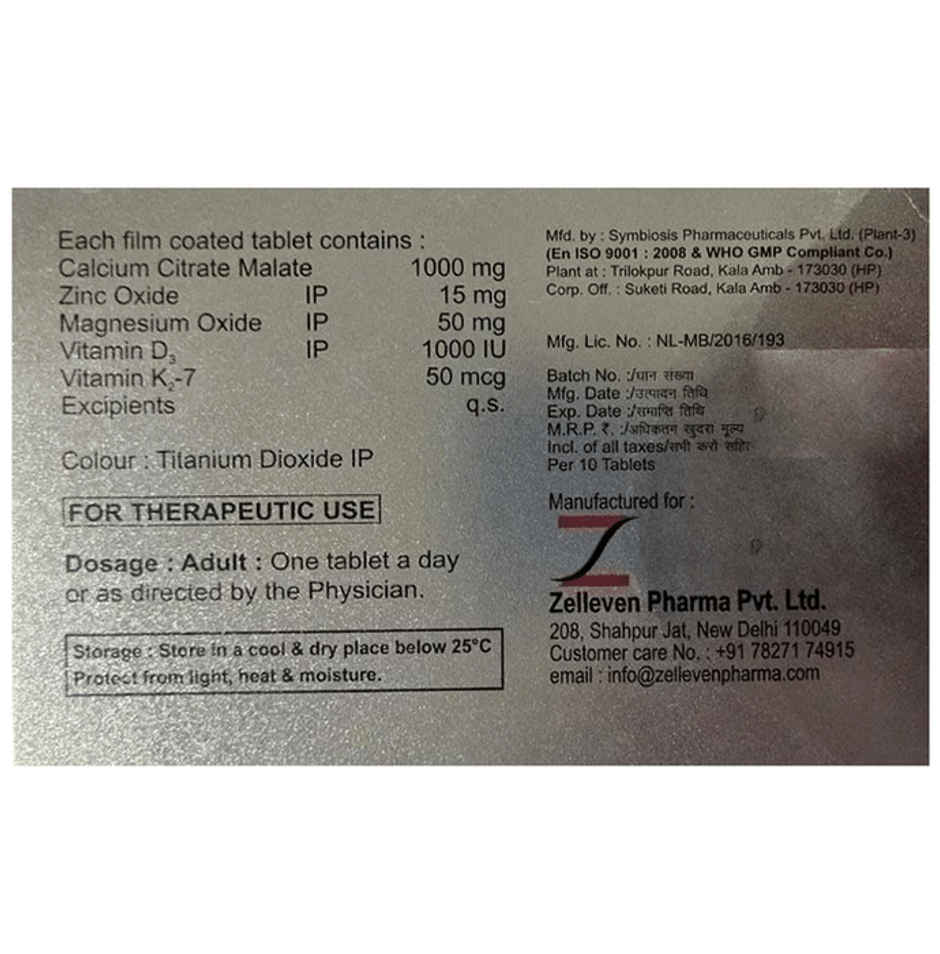 Each film coated tablet contains :
Calcium Citrate Malate 1000 mg
Zinc Oxide IP 15 mg
Magnesium Oxide IP 50 mg
Vitamin D3 IP 1000 IU
Vitamin K2-7 50 mcg
Excipients q.s.
Colour : Titanium Dioxide IP
FOR THERAPEUTIC USE
Dosage : Adult : One tablet a day
or as directed by the Physician.
Storage : Store in a cool & dry place below 25°C
Protect from light, heat & moisture.
Mfd. by : Symbiosis Pharmaceuticals Pvt. Ltd. (Plant-3)
(En ISO 9001 : 2008 & WHO GMP Compliant Co.)
Plant at : Trilokpur Road, Kala Amb - 173030 (HP)
Corp. Off. : Suketi Road, Kala Amb - 173030 (HP)
Mfg. Lic. No. : NL-MB/2016/193
Batch No. :/घान संख्या
Mfg. Date :/उत्पादन तिथि
Exp. Date :/समाप्ति तिथि
M.R.P. ₹. :/अधिकतम खुदरा मूल्य
Incl. of all taxes/सभी करों सहित
Per 10 Tablets
Manufactured for :
Zelleven Pharma Pvt. Ltd.
208, Shahpur Jat, New Delhi 110049
Customer care No. : +91 78271 74915
email : info@zellevenpharma.com